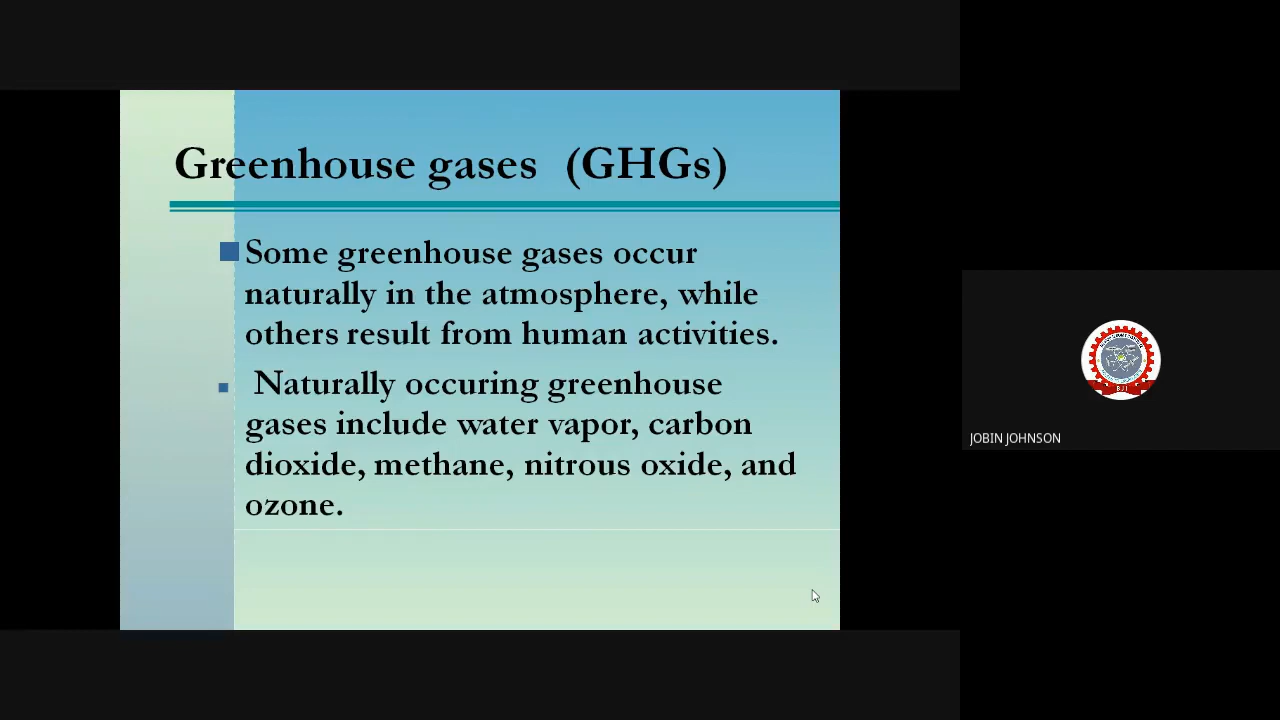 Greenhouse gases (GHGs)
Some greenhouse gases occur
naturally in the atmosphere, while
others result from human activities.
Naturally occuring greenhouse
gases include water vapor, carbon
dioxide, methane, nitrous oxide, and
ozone.
BJI
JOBIN JOHNSON